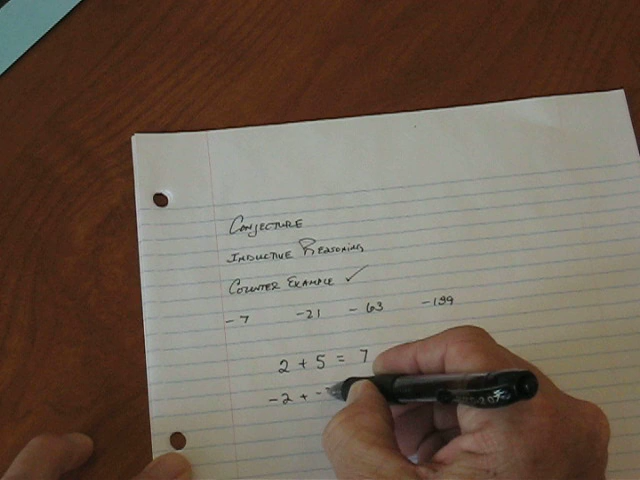 CONJECTURE
INDUCTIVE REASONING
COUNTER EXAMPLE ✓
-7 -21 -63 -189
2 + 5 = 7
-2 + -